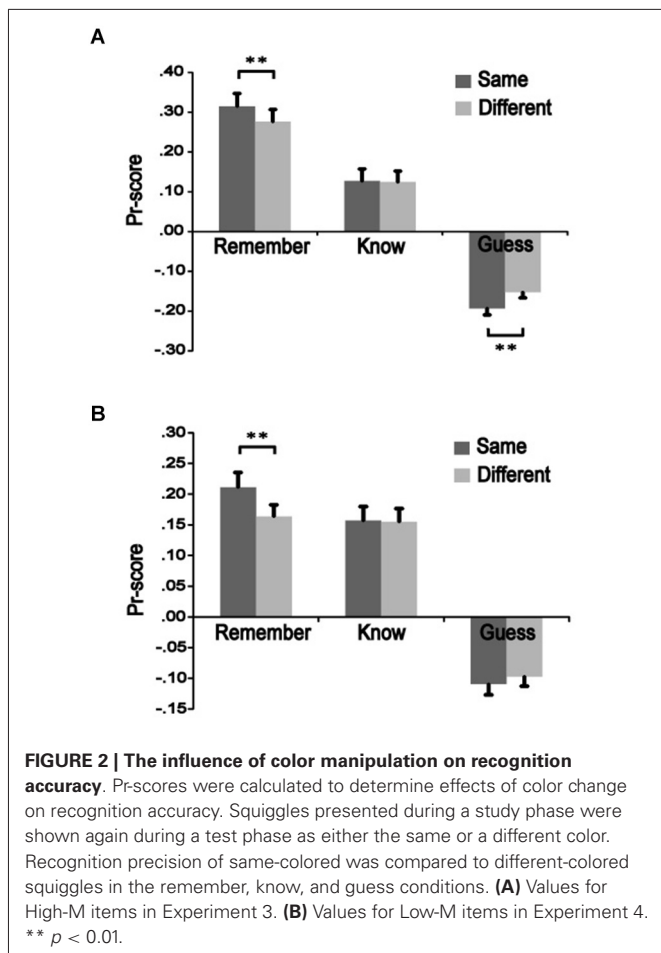 A
**
.40
Same
Different
.30
.20
.10
.00
Pr-score
Remember
Know
Guess
-.10
-.20
-.30
**
B
.30
**
Same
Different
.25
.20
.15
.10
.05
.00
Pr-score
Remember
Know
Guess
-.05
-.10
-.15
FIGURE 2 | The influence of color manipulation on recognition
accuracy. Pr-scores were calculated to determine effects of color change
on recognition accuracy. Squiggles presented during a study phase were
shown again during a test phase as either the same or a different color.
Recognition precision of same-colored was compared to different-colored
squiggles in the remember, know, and guess conditions. (A) Values for
High-M items in Experiment 3. (B) Values for Low-M items in Experiment 4.
** p < 0.01.